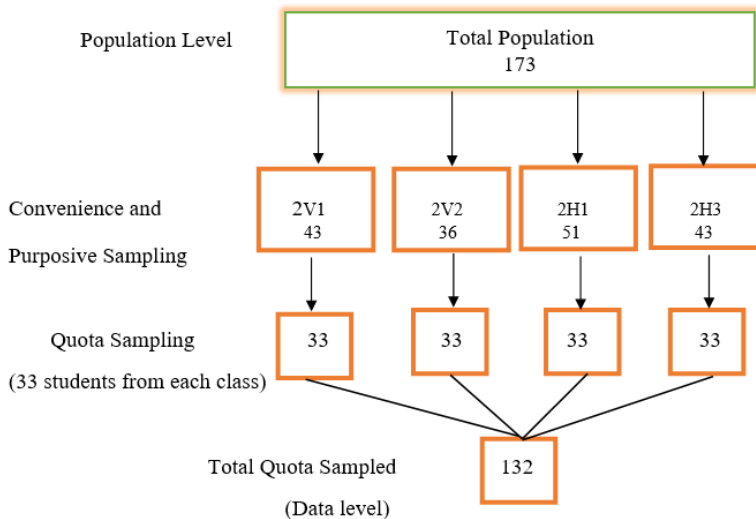 Population Level
Total Population
173
Convenience and
Purposive Sampling
2V1
43
2V2
36
2H1
51
2H3
43
Quota Sampling
(33 students from each class)
33
33
33
33
Total Quota Sampled
(Data level)
132